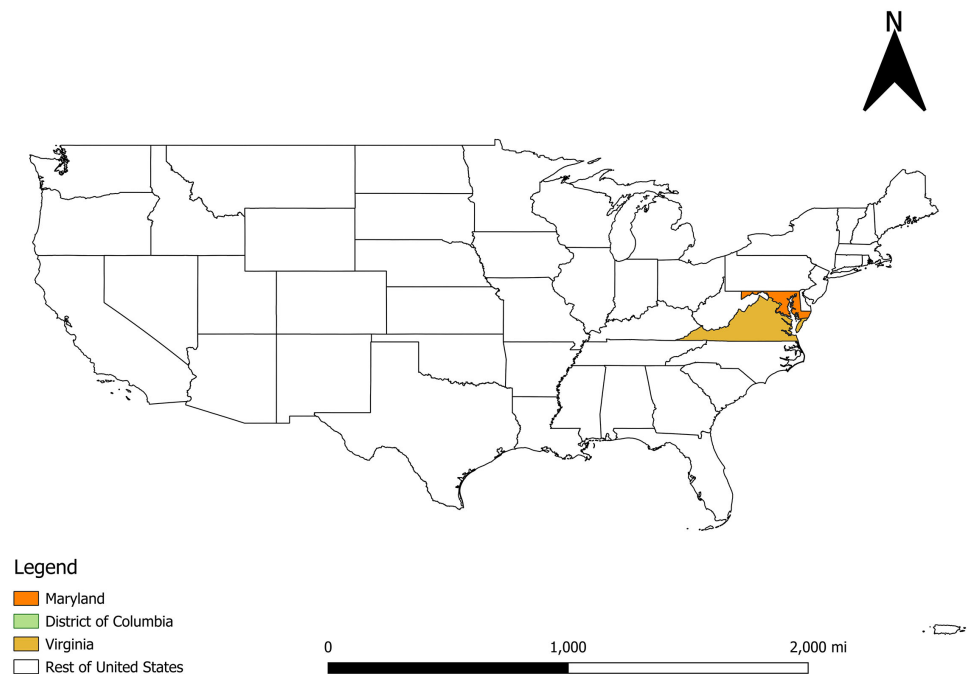 N
Legend
Maryland
District of Columbia
Virginia
Rest of United States
0 1,000 2,000 mi